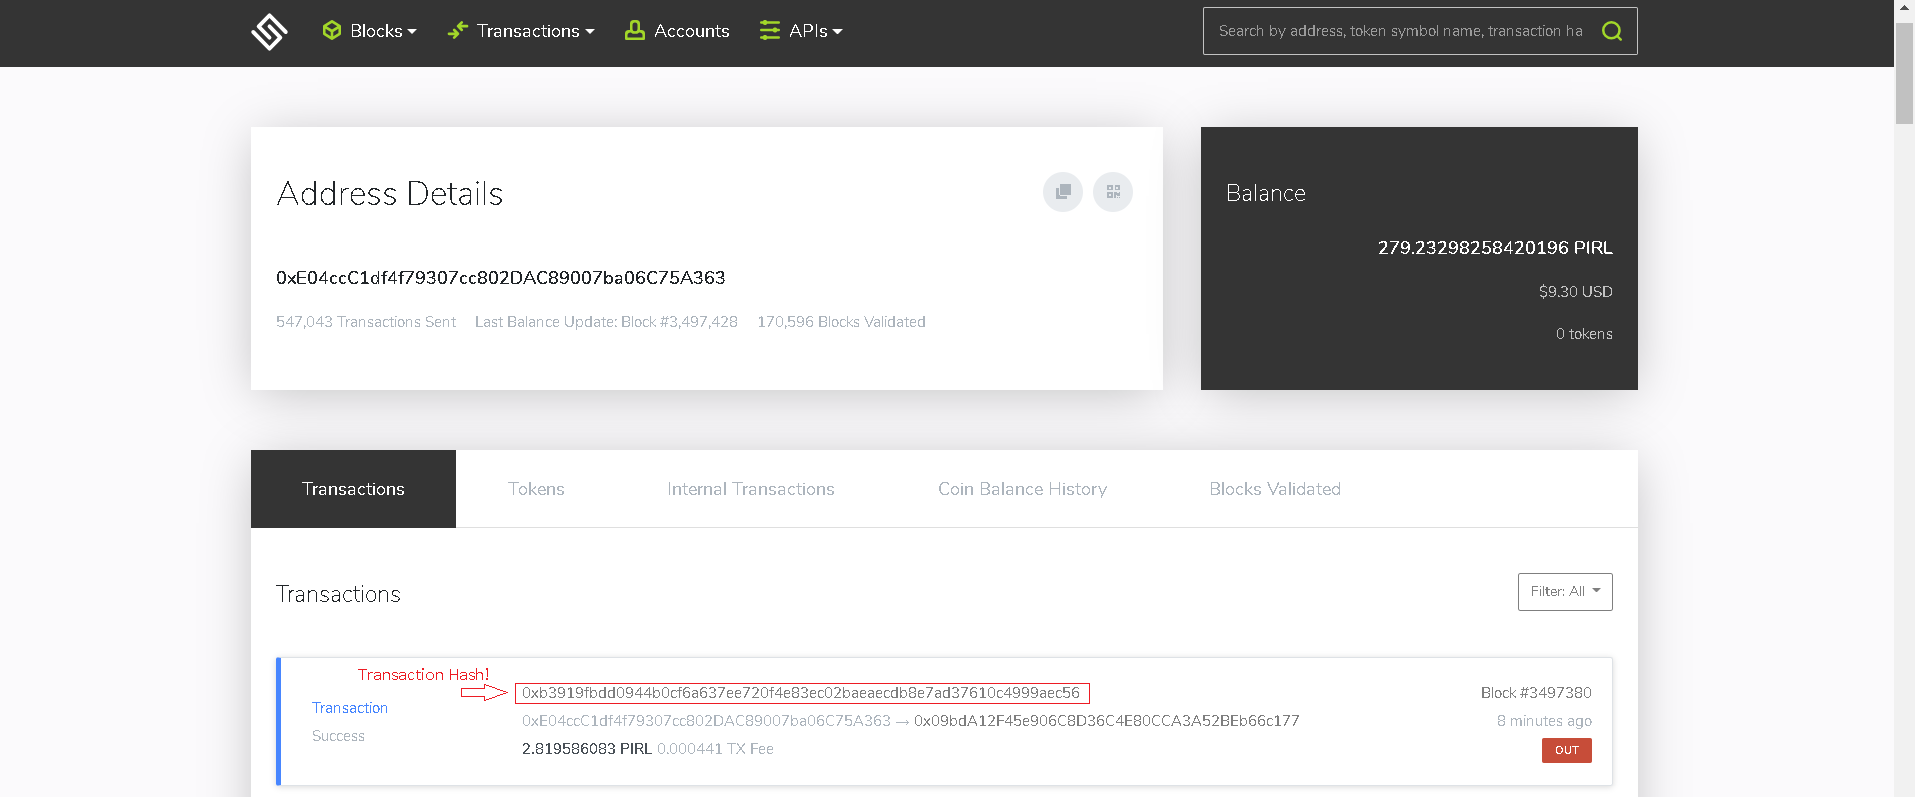 Blocks Transactions Accounts APIs
Search by address, token symbol name, transaction ha
Address Details
0xE04ccC1df4f79307cc802DAC89007ba06C75A363
547,043 Transactions Sent Last Balance Update: Block #3,497,428 170,596 Blocks Validated
Balance
279.23298258420196 PIRL
$9.30 USD
0 tokens
Transactions Tokens Internal Transactions Coin Balance History Blocks Validated
Transactions
Filter: All
Transaction Hash!
0xb3919fbdd0944b0cf6a637ee720f4e83ec02baeaecdb8e7ad37610c4999aec56
Block #3497380
Transaction
0xE04ccC1df4f79307cc802DAC89007ba06C75A363 → 0x09bdA12F45e906C8D36C4E80CCA3A52BEb66c177
8 minutes ago
Success
2.819586083 PIRL 0.000441 TX Fee
OUT